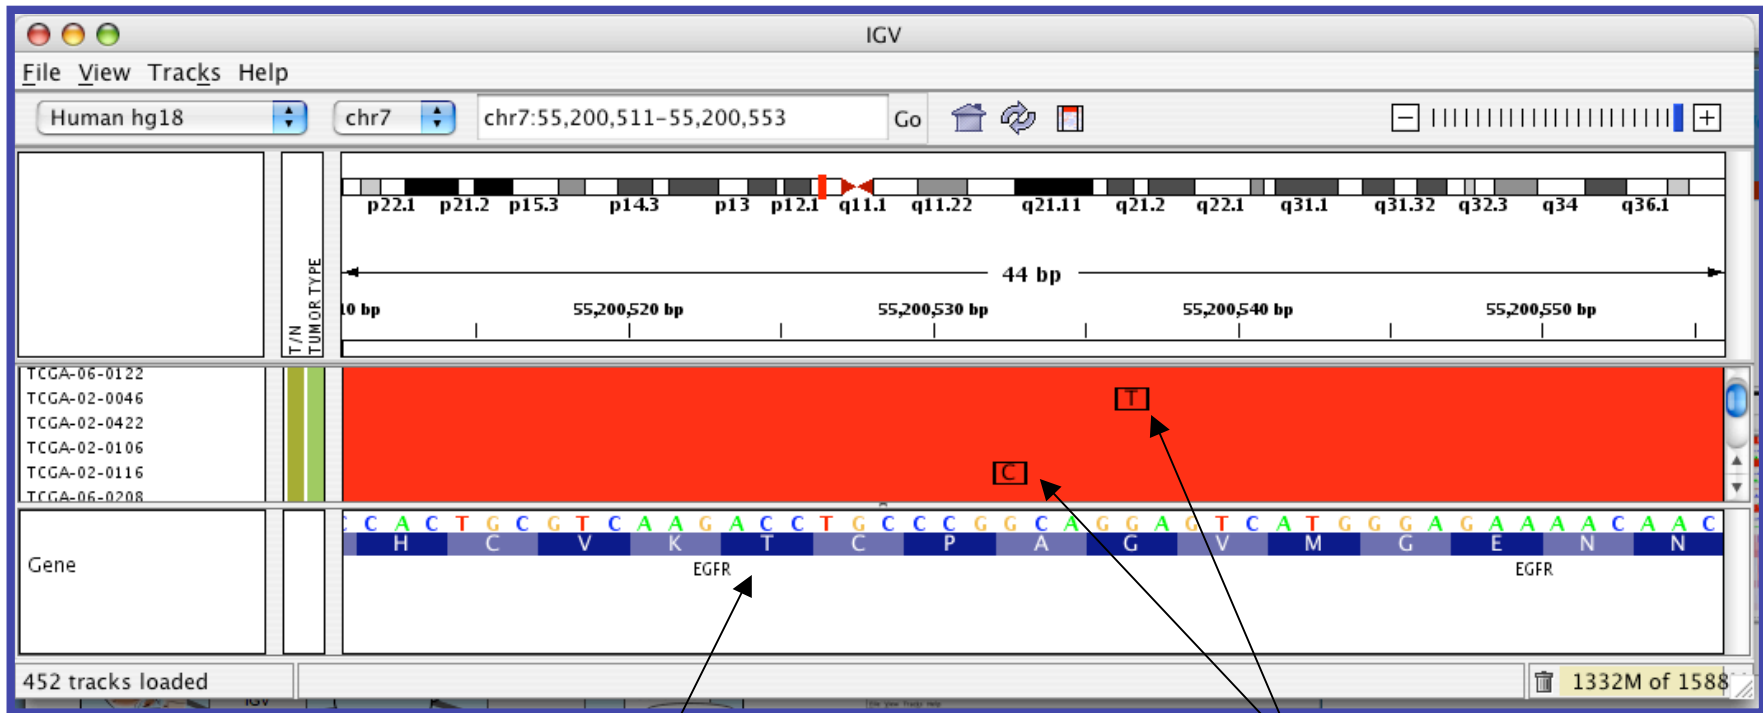 IGV
File View Tracks Help
Human hg18 chr7 chr7:55,200,511-55,200,553 Go
p22.1 p21.2 p15.3 p14.3 p13 p12.1 q11.1 q11.22 q21.11 q21.2 q22.1 q31.1 q31.32 q32.3 q34 q36.1
44 bp
T/N
TUMOR TYPE
10 bp 55,200,520 bp 55,200,530 bp 55,200,540 bp 55,200,550 bp
TCGA-06-0122
TCGA-02-0046 T
TCGA-02-0422
TCGA-02-0106
TCGA-02-0116 C
TCGA-06-0208
C C A C T G C G T C A A G A C C T G C C C G G C A G G A G T C A T G G G A G A A A A C A A C
H C V K T C P A G V M G E N N
Gene
EGFR EGFR
452 tracks loaded 1332M of 1588
IGV